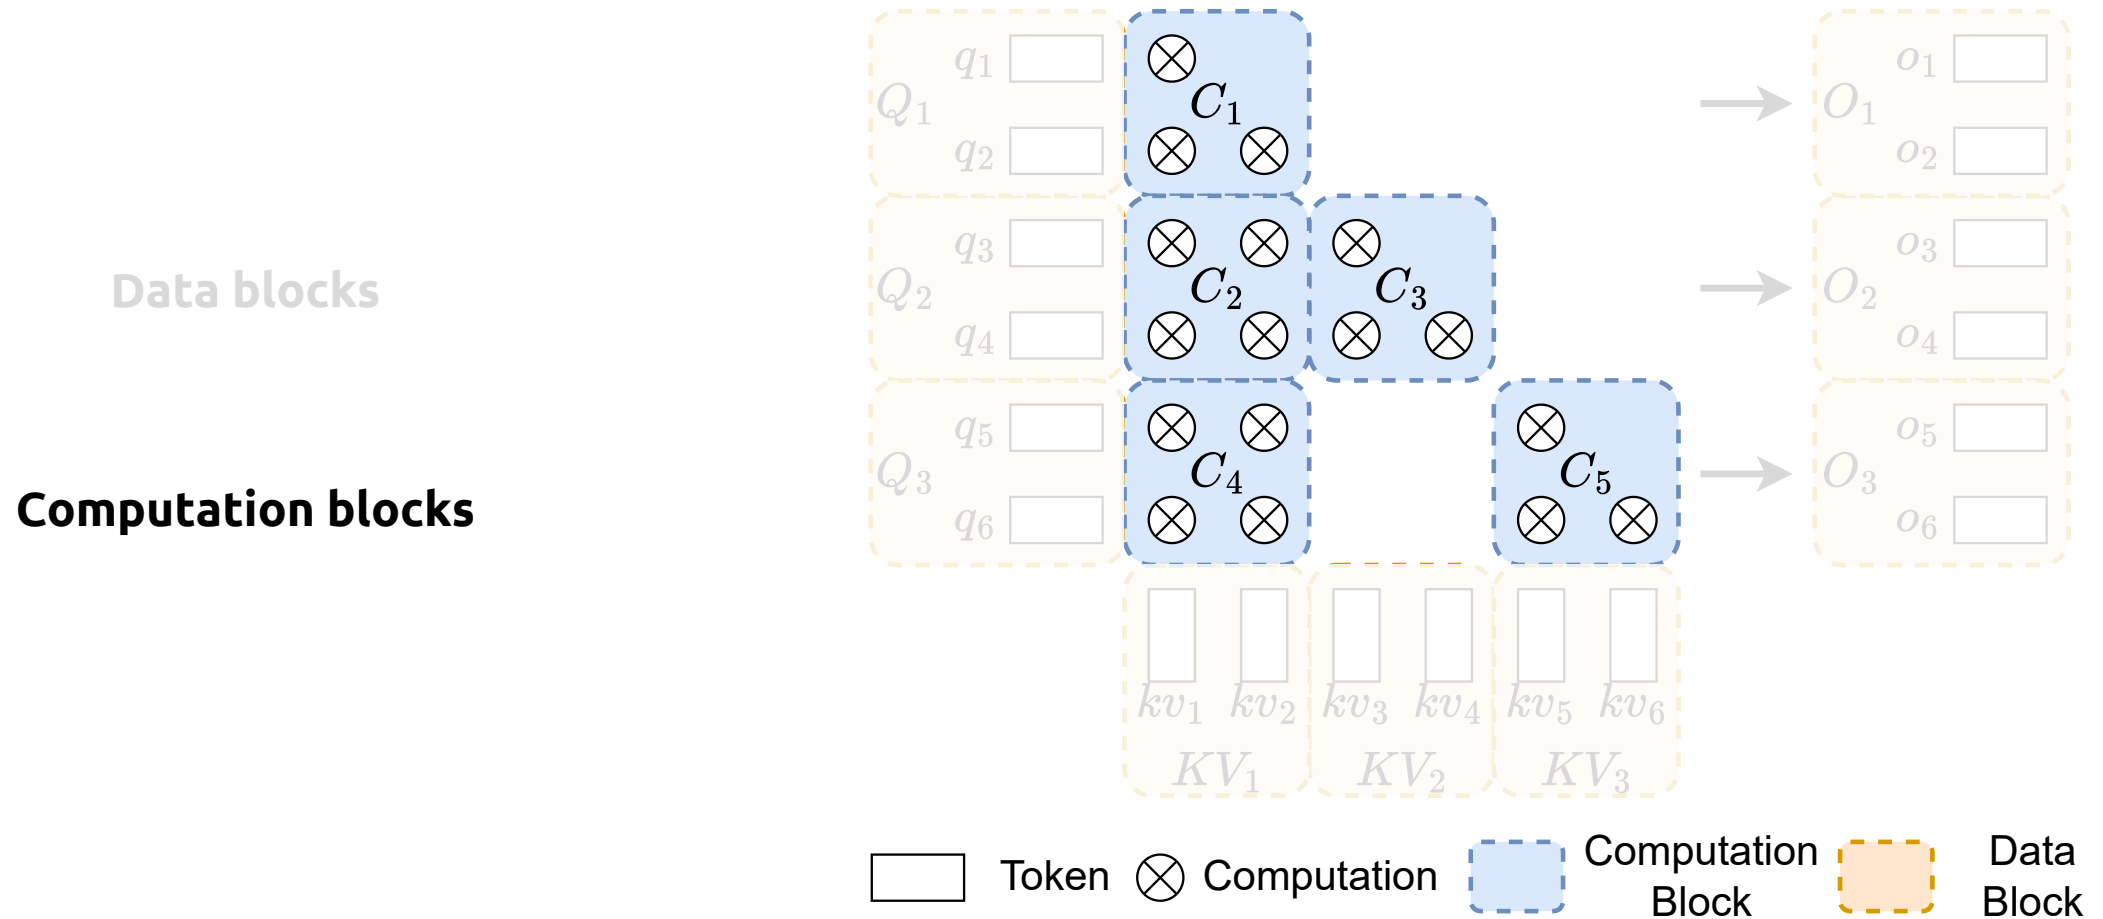 q1
Q1
q2
C1
o1
O1
o2
Data blocks
q3
Q2
q4
C2
C3
o3
O2
o4
Computation blocks
q5
Q3
q6
C4
C5
o5
O3
o6
kv1 kv2 kv3 kv4 kv5 kv6
KV1 KV2 KV3
Token
Computation
Computation
Block
Data
Block